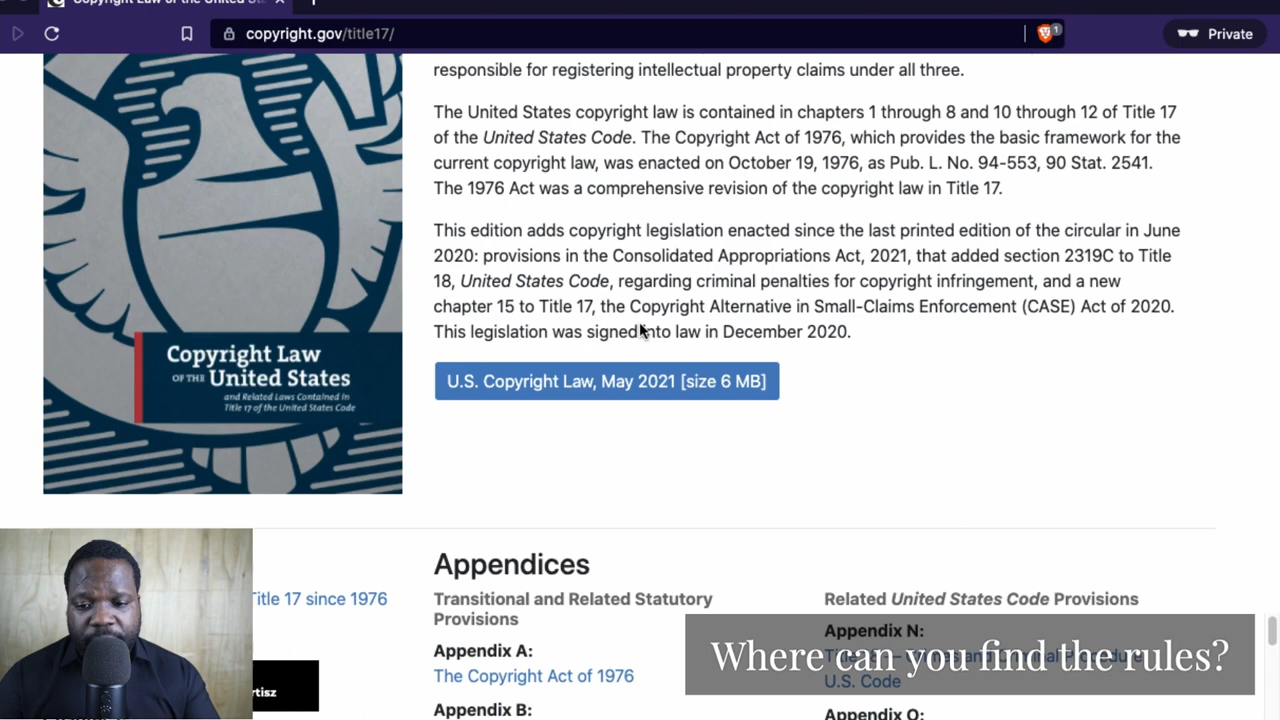 Copyright Law of the United St
copyright.gov/title17/
1
Private
responsible for registering intellectual property claims under all three.
The United States copyright law is contained in chapters 1 through 8 and 10 through 12 of Title 17
of the United States Code. The Copyright Act of 1976, which provides the basic framework for the
current copyright law, was enacted on October 19, 1976, as Pub. L. No. 94-553, 90 Stat. 2541.
The 1976 Act was a comprehensive revision of the copyright law in Title 17.
This edition adds copyright legislation enacted since the last printed edition of the circular in June
2020: provisions in the Consolidated Appropriations Act, 2021, that added section 2319C to Title
18, United States Code, regarding criminal penalties for copyright infringement, and a new
chapter 15 to Title 17, the Copyright Alternative in Small-Claims Enforcement (CASE) Act of 2020.
This legislation was signed into law in December 2020.
U.S. Copyright Law, May 2021 [size 6 MB]
Copyright Law
OF THE United States
and Related Laws Contained in
Title 17 of the United States Code
Appendices
Title 17 since 1976
Transitional and Related Statutory
Provisions
Appendix A:
The Copyright Act of 1976
Appendix B:
Related United States Code Provisions
Appendix N:
Where can you find the rules?
U.S. Code
Appendix O:
rtisz